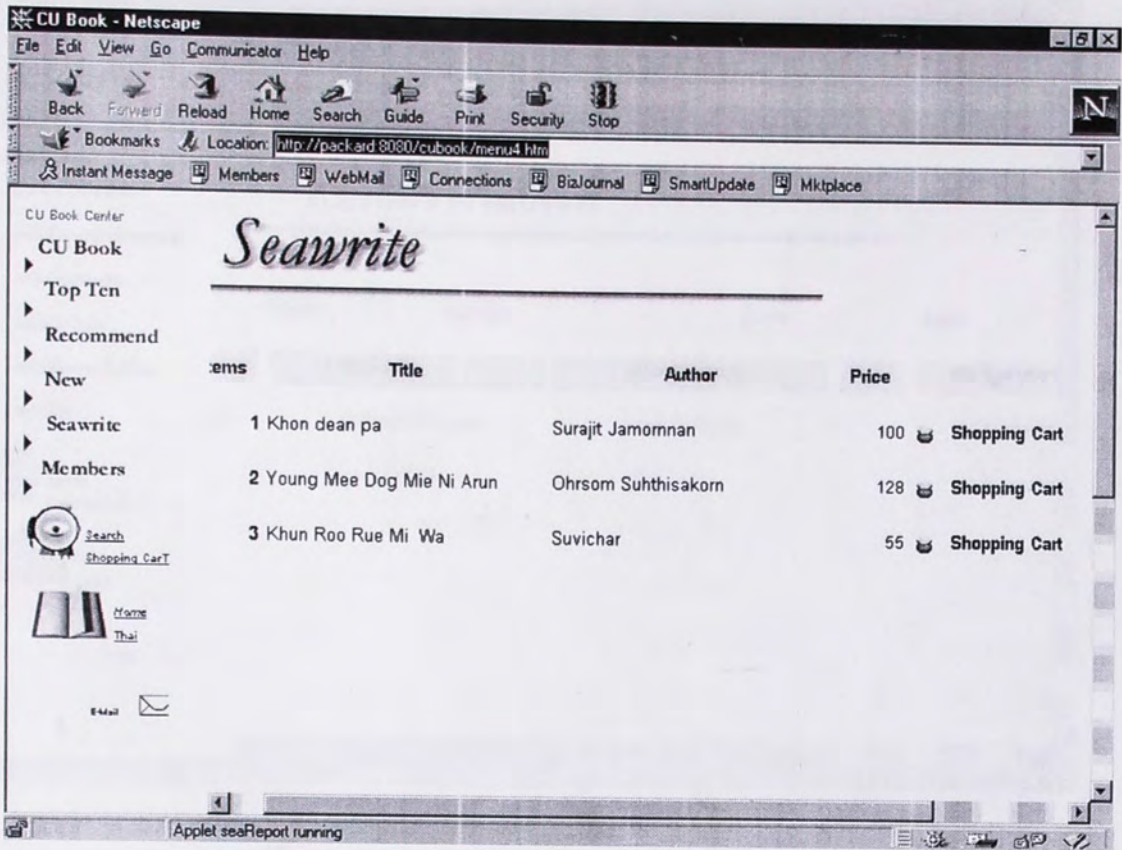 CU Book - Netscape
File Edit View Go Communicator Help
Back Forward Reload Home Search Guide Print Security Stop
N
Bookmarks Location: http://packard:8080/cubook/menu4.htm
Instant Message Members WebMail Connections BizJournal SmartUpdate Mktplace
CU Book Center
CU Book
Top Ten
Recommend
New
Seawrite
Members
Search
Shopping CarT
Home
Thai
E-Mail
Seawrite
ems Title Author Price
1 Khon dean pa Surajit Jamornnan 100 Shopping Cart
2 Young Mee Dog Mie Ni Arun Ohrsom Suhthisakorn 128 Shopping Cart
3 Khun Roo Rue Mi Wa Suvichar 55 Shopping Cart
Applet seaReport running